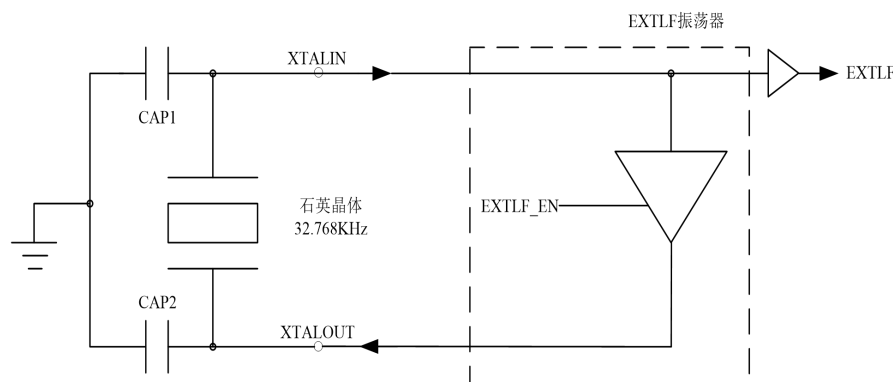 EXTLF振荡器
XTALIN
EXTLF
CAP1
石英晶体
32.768KHz
EXTLF_EN
CAP2
XTALOUT